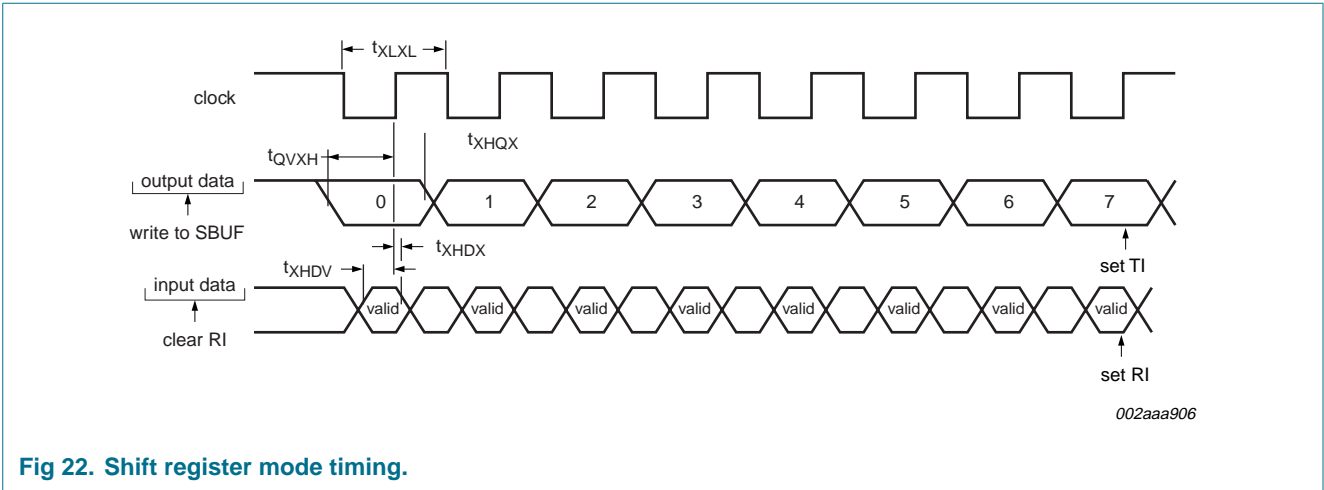 tXLXL
clock
tXHQX
tQVXH
output data
0 1 2 3 4 5 6 7
write to SBUF
tXHDX
set TI
tXHDV
input data
valid valid valid valid valid valid valid valid
clear RI
set RI
002aaa906
Fig 22. Shift register mode timing.